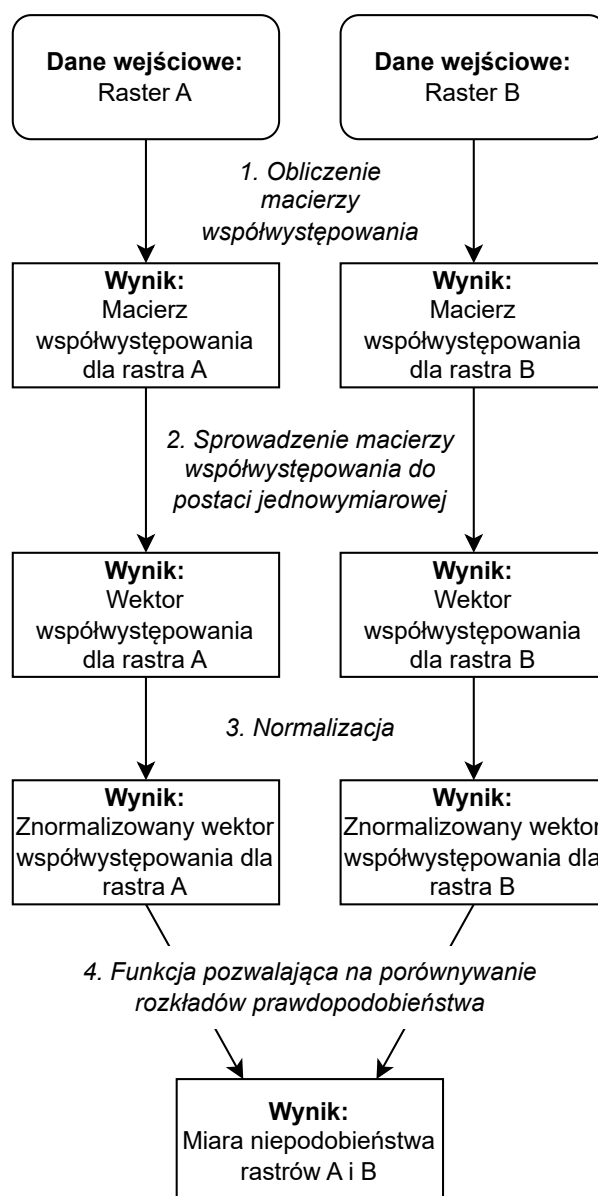 Dane wejściowe:
Raster A
Dane wejściowe:
Raster B
1. Obliczenie
macierzy
współwystępowania
Wynik:
Macierz
współwystępowania
dla rastra A
Wynik:
Macierz
współwystępowania
dla rastra B
2. Sprowadzenie macierzy
współwystępowania do
postaci jednowymiarowej
Wynik:
Wektor
współwystępowania
dla rastra A
Wynik:
Wektor
współwystępowania
dla rastra B
3. Normalizacja
Wynik:
Znormalizowany wektor
współwystępowania dla
rastra A
Wynik:
Znormalizowany wektor
współwystępowania dla
rastra B
4. Funkcja pozwalająca na porównywanie
rozkładów prawdopodobieństwa
Wynik:
Miara niepodobieństwa
rastrów A i B